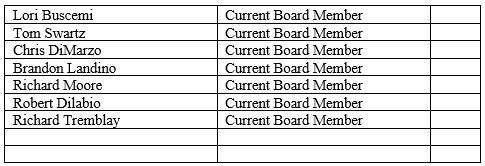 Lori Buscemi Current Board Member
Tom Swartz Current Board Member
Chris DiMarzo Current Board Member
Brandon Landino Current Board Member
Richard Moore Current Board Member
Robert Dilabio Current Board Member
Richard Tremblay Current Board Member